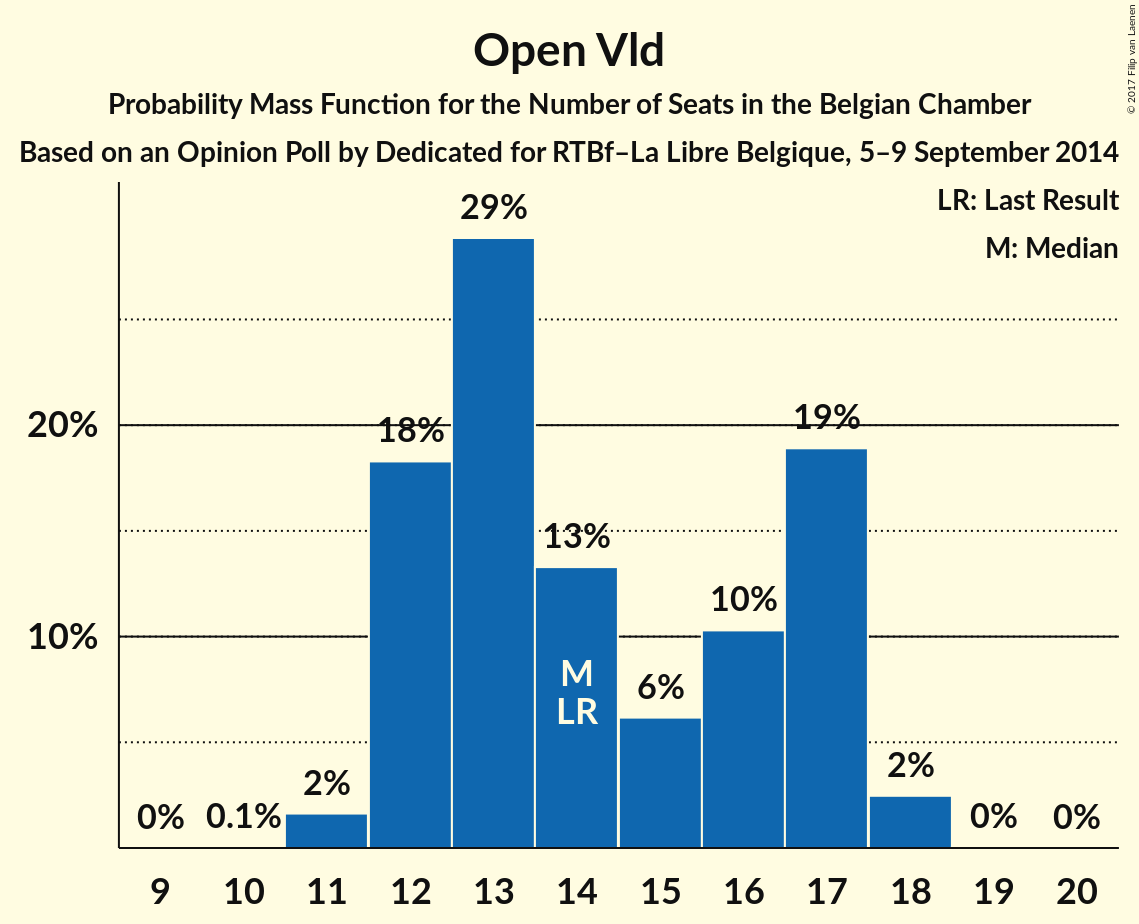 Open Vld
Probability Mass Function for the Number of Seats in the Belgian Chamber
Based on an Opinion Poll by Dedicated for RTBf–La Libre Belgique, 5–9 September 2014
© 2017 Filip van Laenen
LR: Last Result
M: Median
20%
10%
0%
0.1%
2%
18%
29%
13%
M
LR
6%
10%
19%
2%
0%
0%
9 10 11 12 13 14 15 16 17 18 19 20